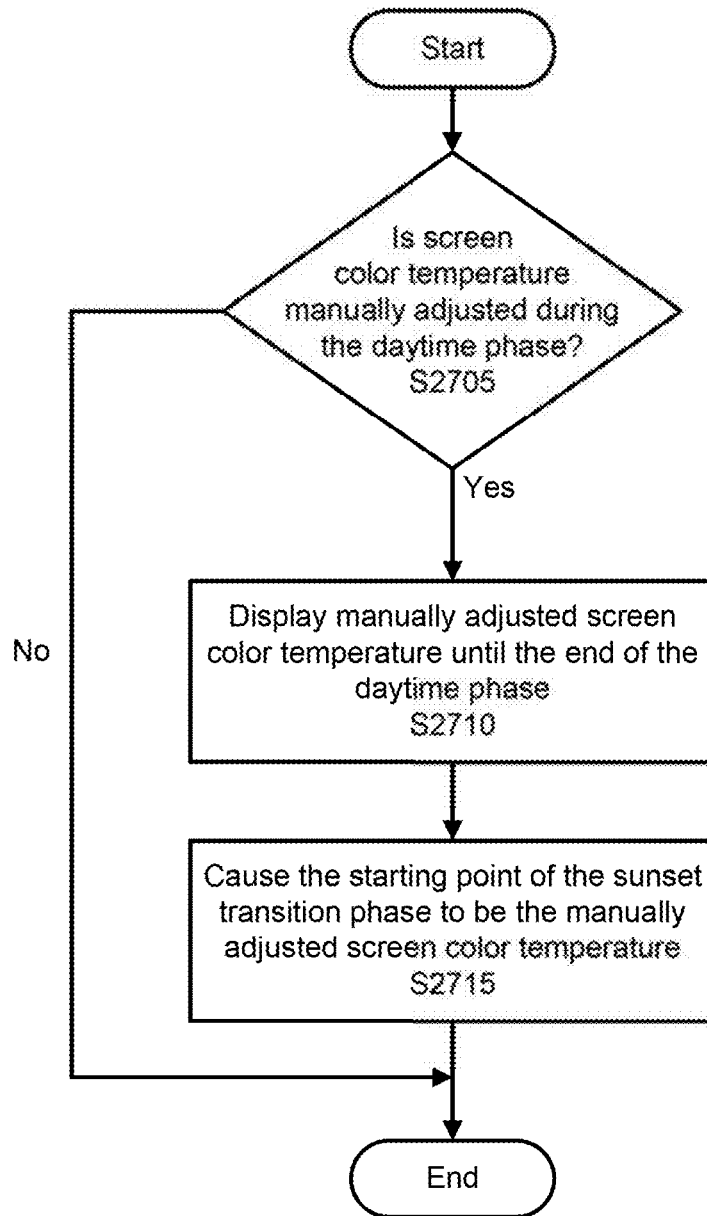 Start
Is screen
color temperature
manually adjusted during
the daytime phase?
S2705
Yes
No
Display manually adjusted screen
color temperature until the end of the
daytime phase
S2710
Cause the starting point of the sunset
transition phase to be the manually
adjusted screen color temperature
S2715
End